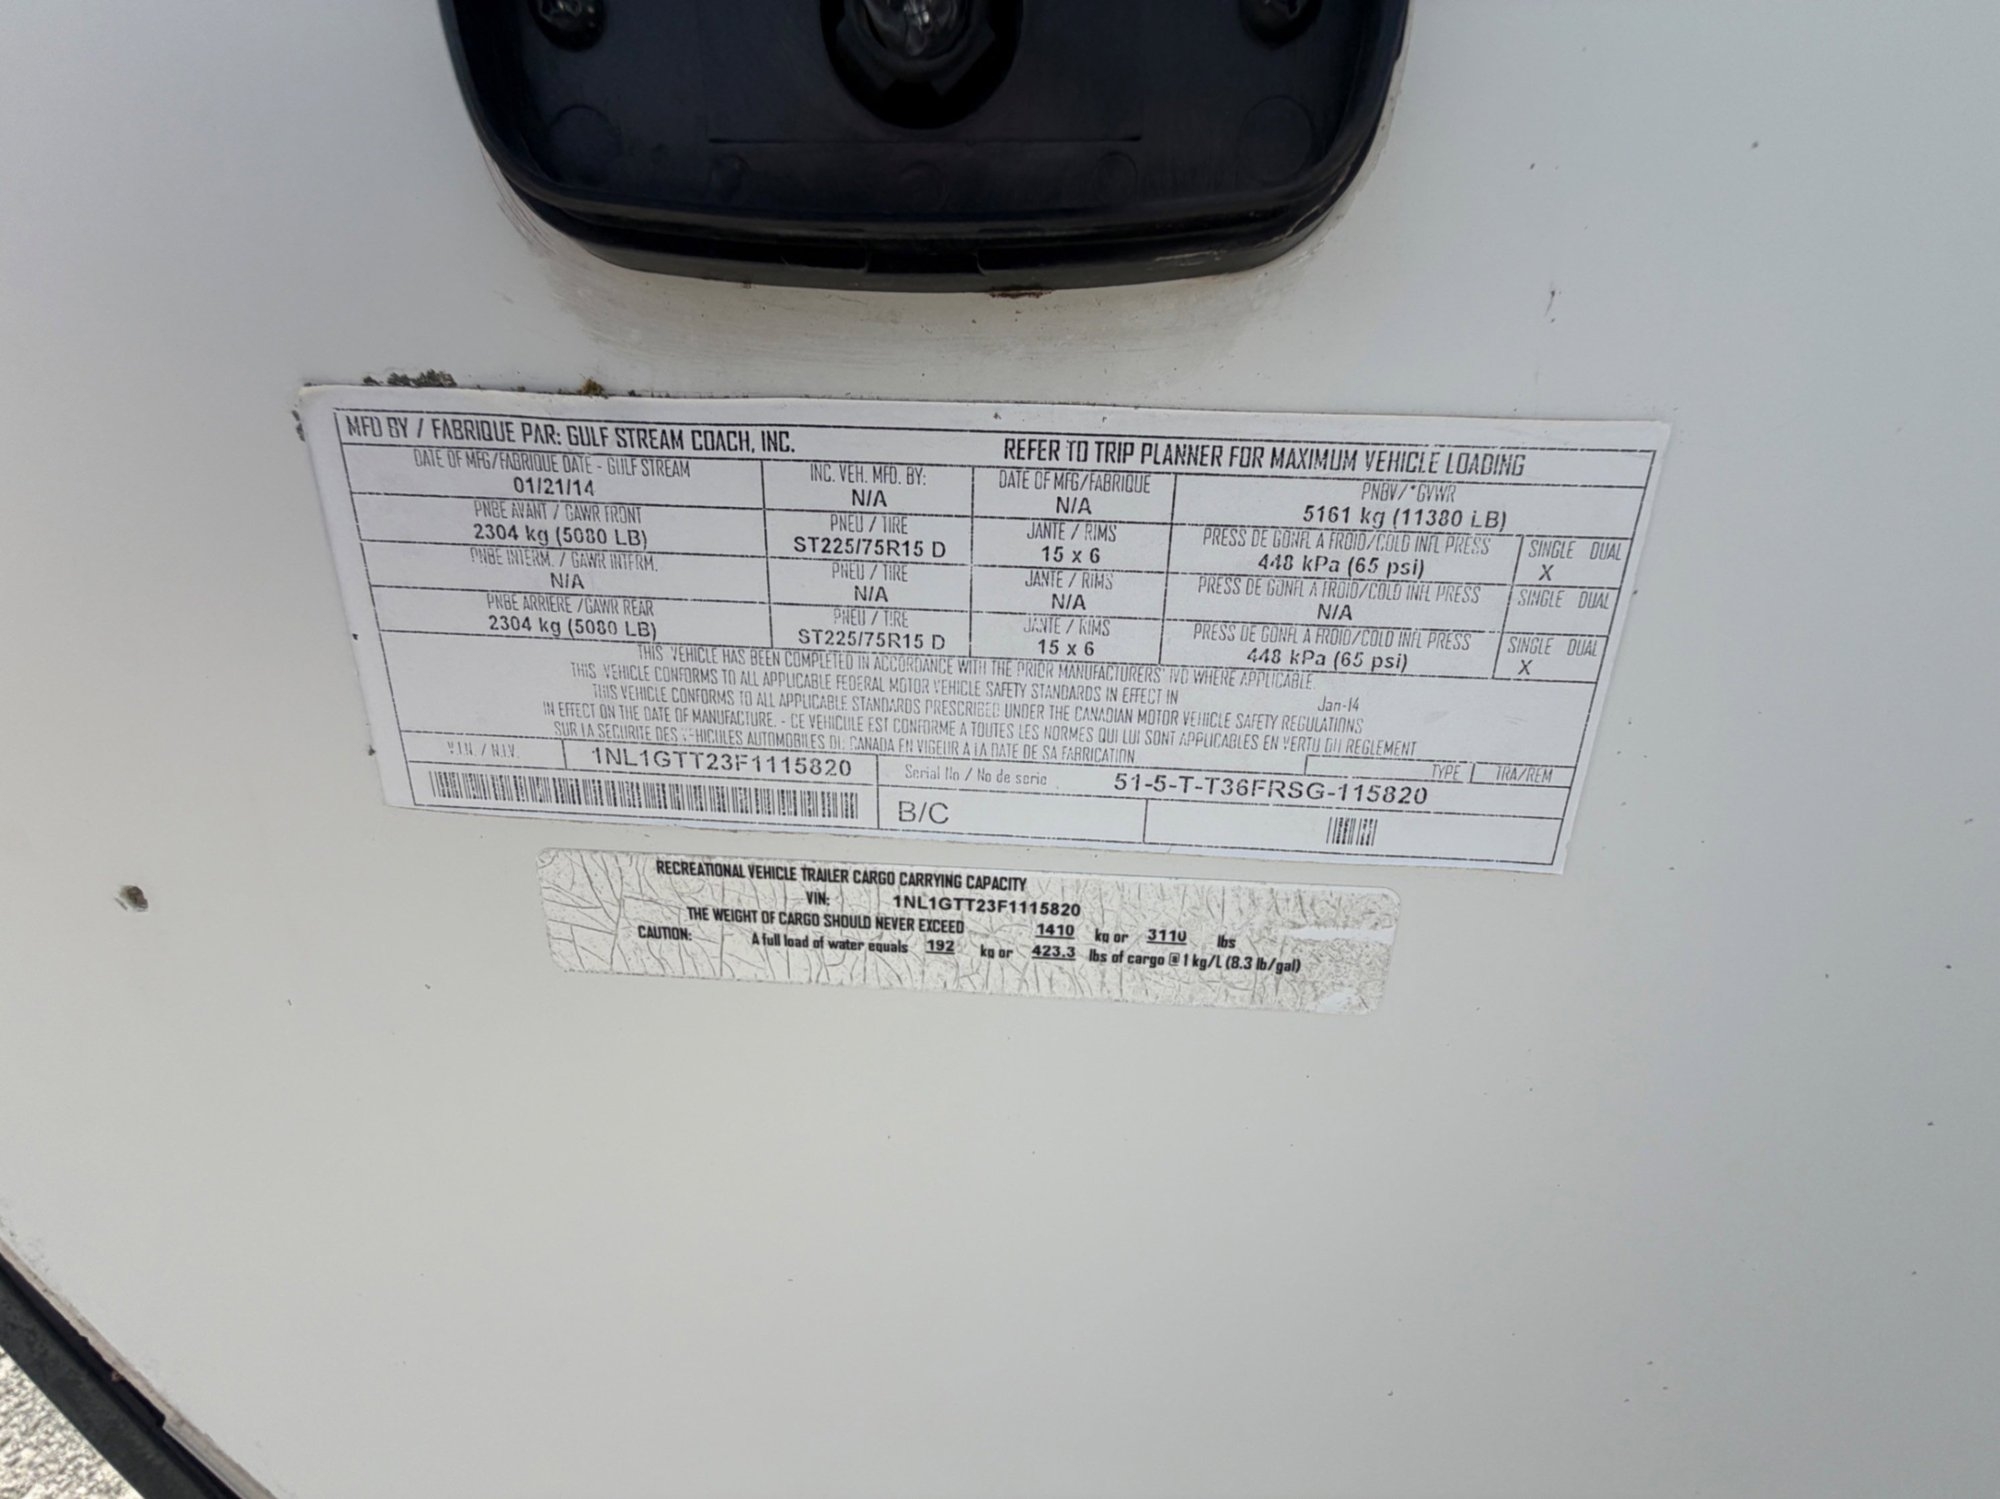 MFD BY / FABRIQUE PAR: GULF STREAM COACH, INC. REFER TO TRIP PLANNER FOR MAXIMUM VEHICLE LOADING
DATE OF MFG/FABRIQUE DATE - GULF STREAM INC. VEH. MFD. BY: DATE OF MFG/FABRIQUE PNBV/*GVWR
01/21/14 N/A N/A 5161 kg (11380 LB)
PNBE AVANT / GAWR FRONT PNEU / TIRE JANTE / RIMS PRESS DE GONFL A FROID/COLD INFL PRESS SINGLE DUAL
2304 kg (5080 LB) ST225/75R15 D 15 x 6 448 kPa (65 psi) X
PNBE INTERM. / GAWR INTERM. PNEU / TIRE JANTE / RIMS PRESS DE GONFL A FROID/COLD INFL PRESS SINGLE DUAL
N/A N/A N/A N/A
PNBE ARRIERE /GAWR REAR PNEU / TIRE JANTE / RIMS PRESS DE GONFL A FROID/COLD INFL PRESS SINGLE DUAL
2304 kg (5080 LB) ST225/75R15 D 15 x 6 448 kPa (65 psi) X
THIS VEHICLE HAS BEEN COMPLETED IN ACCORDANCE WITH THE PRIOR MANUFACTURERS' IVD WHERE APPLICABLE.
THIS VEHICLE CONFORMS TO ALL APPLICABLE FEDERAL MOTOR VEHICLE SAFETY STANDARDS IN EFFECT IN Jan-14
THIS VEHICLE CONFORMS TO ALL APPLICABLE STANDARDS PRESCRIBED UNDER THE CANADIAN MOTOR VEHICLE SAFETY REGULATIONS
IN EFFECT ON THE DATE OF MANUFACTURE. - CE VEHICULE EST CONFORME A TOUTES LES NORMES QUI LUI SONT APPLICABLES EN VERTU DU REGLEMENT
SUR LA SECURITE DES VEHICULES AUTOMOBILES DU CANADA EN VIGEUR A LA DATE DE SA FABRICATION
TYPE TRA/REM
V.I.N. / N.I.V. 1NL1GTT23F1115820 Serial No / No de serie 51-5-T-T36FRSG-115820
B/C
RECREATIONAL VEHICLE TRAILER CARGO CARRYING CAPACITY
VIN: 1NL1GTT23F1115820
THE WEIGHT OF CARGO SHOULD NEVER EXCEED 1410 kg or 3110 lbs
CAUTION: A full load of water equals 192 kg or 423.3 lbs of cargo @ 1 kg/L (8.3 lb/gal)